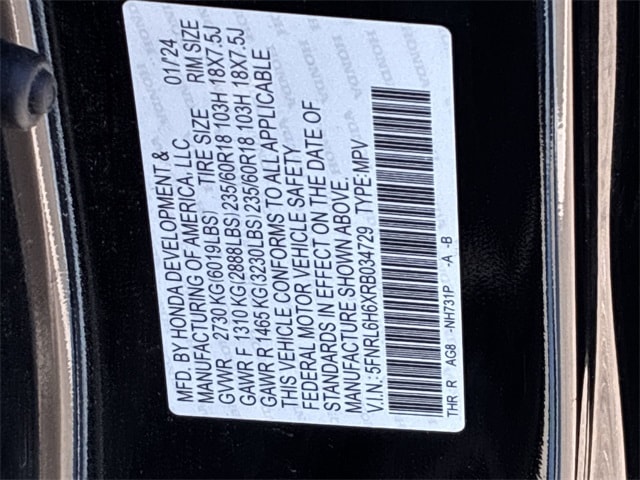 MFD. BY HONDA DEVELOPMENT & 01/'24
MANUFACTURING OF AMERICA, LLC
GVWR 2730 KG(6019LBS) TIRE SIZE RIM SIZE
GAWR F 1310 KG(2888LBS)235/60R18 103H 18X7.5J
GAWR R 1465 KG(3230LBS)235/60R18 103H 18X7.5J
THIS VEHICLE CONFORMS TO ALL APPLICABLE
FEDERAL MOTOR VEHICLE SAFETY
STANDARDS IN EFFECT ON THE DATE OF
MANUFACTURE SHOWN ABOVE.
V.I.N.: 5FNRL6H6XRB034729 TYPE:MPV
THR R AG8 -NH731P -A -B
HONDA